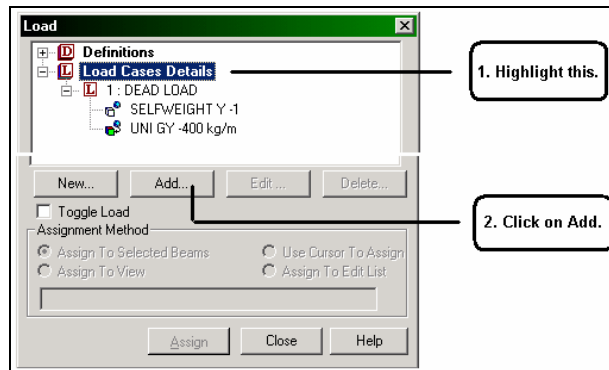 Load
D Definitions
L Load Cases Details
1. Highlight this.
L 1 : DEAD LOAD
SELFWEIGHT Y -1
UNI GY -400 kg/m
New... Add... Edit ... Delete...
Toggle Load
2. Click on Add.
Assignment Method
Assign To Selected Beams Use Cursor To Assign
Assign To View Assign To Edit List
Assign Close Help